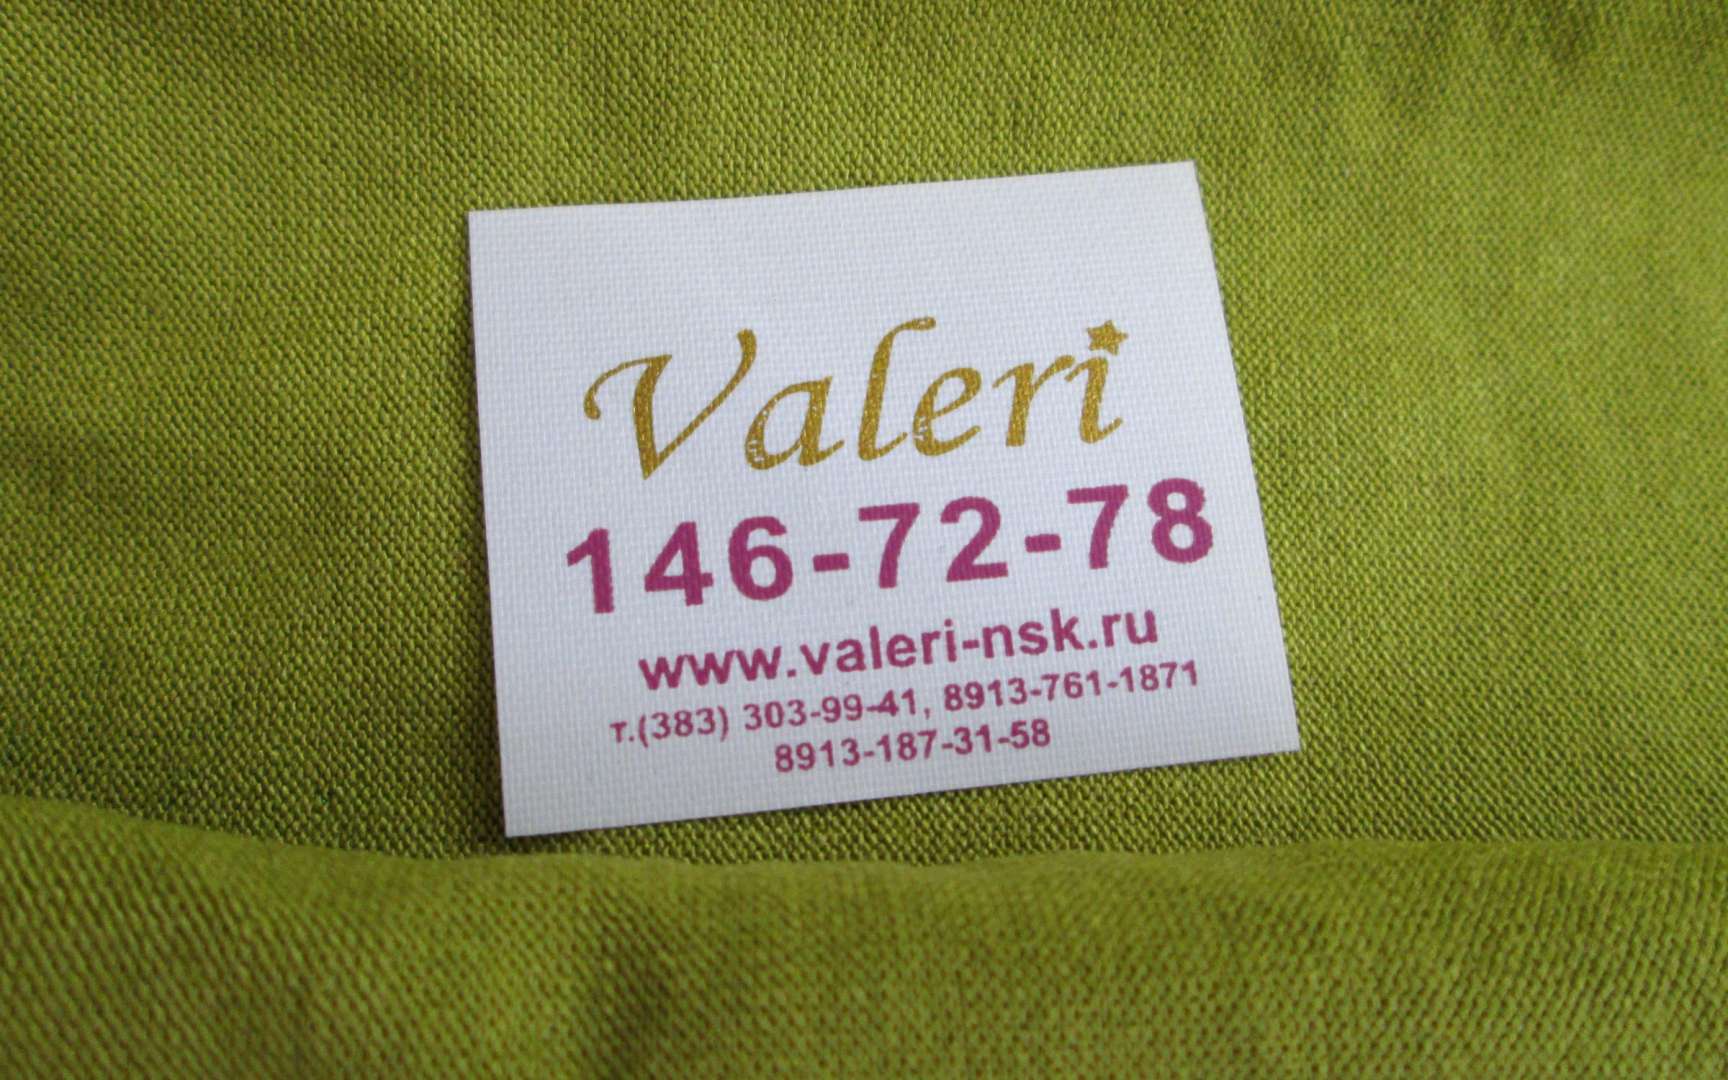 Valeri
146-72-78
www.valeri-nsk.ru
т.(383) 303-99-41, 8913-761-1871
8913-187-31-58